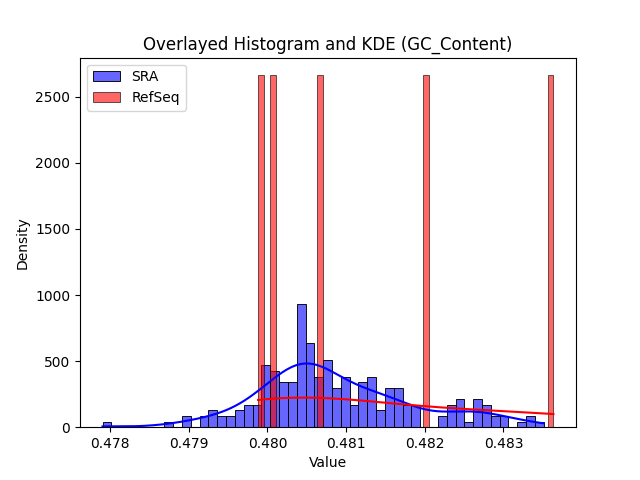 Overlayed Histogram and KDE (GC_Content)
SRA
RefSeq
2500
2000
1500
1000
500
0
Density
0.478 0.479 0.480 0.481 0.482 0.483
Value